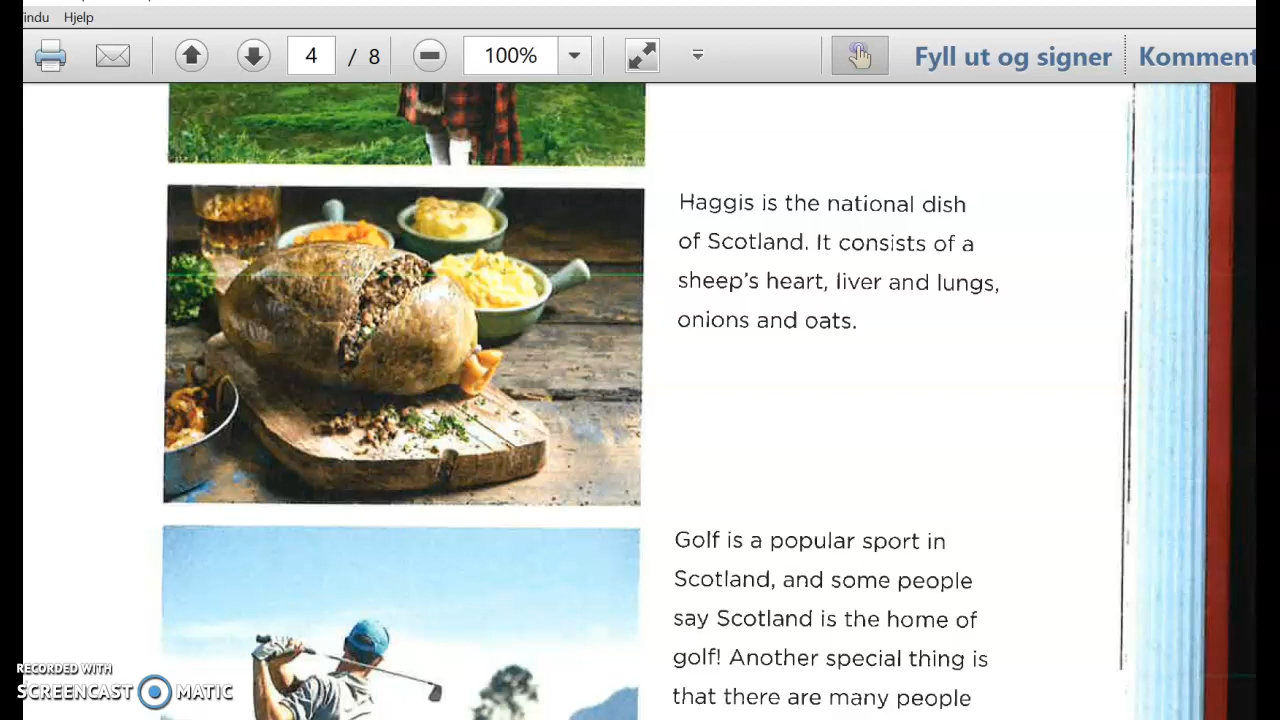 indu Hjelp
4 / 8 100% Fyll ut og signer Komment
Haggis is the national dish
of Scotland. It consists of a
sheep's heart, liver and lungs,
onions and oats.
Golf is a popular sport in
Scotland, and some people
say Scotland is the home of
golf! Another special thing is
that there are many people
RECORDED WITH
SCREENCAST MATIC